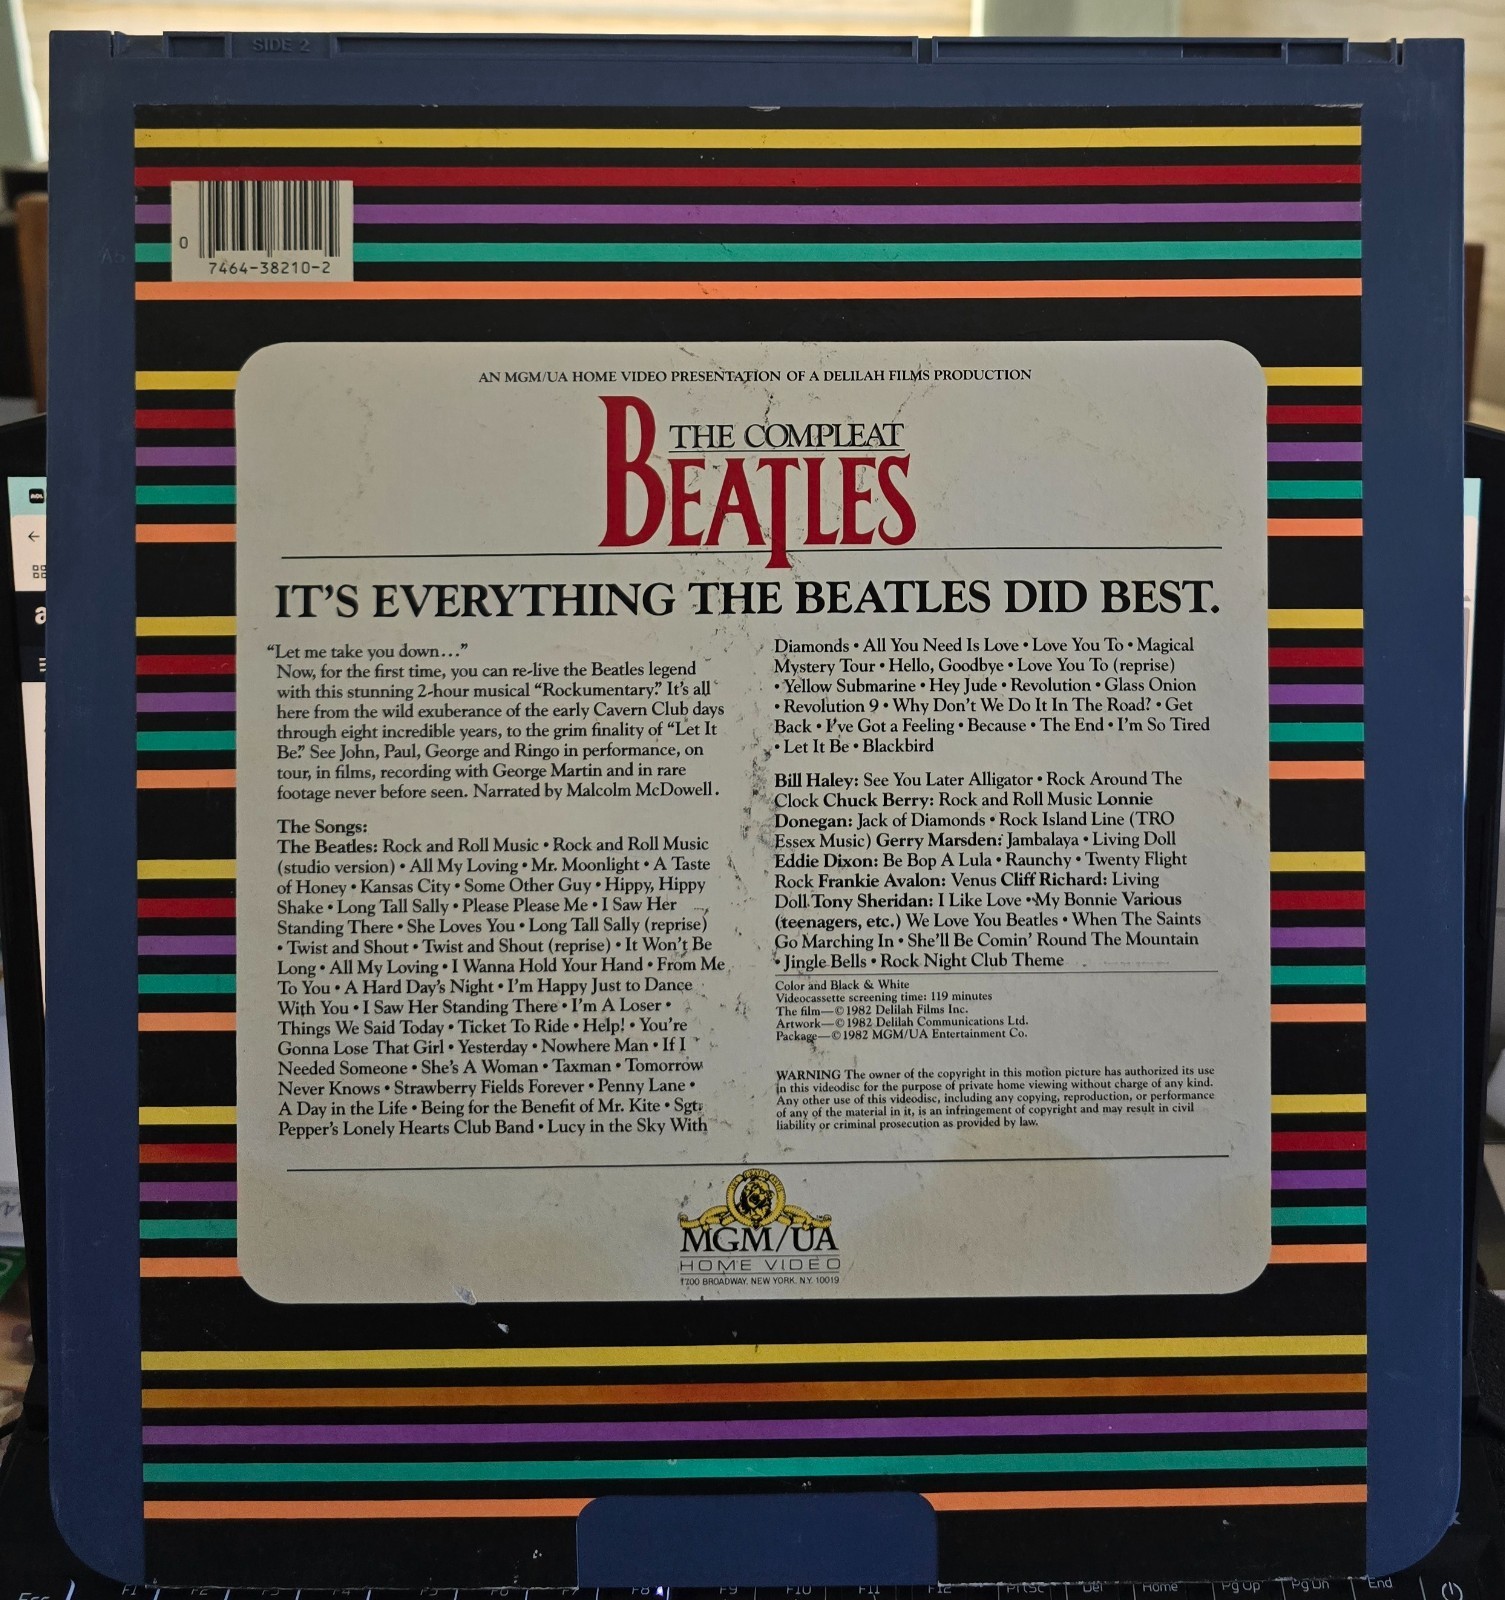 SIDE 2
0
7464-38210-2
AN MGM/UA HOME VIDEO PRESENTATION OF A DELILAH FILMS PRODUCTION
THE COMPLEAT
BEATLES
IT'S EVERYTHING THE BEATLES DID BEST.
“Let me take you down...”
Now, for the first time, you can re-live the Beatles legend
with this stunning 2-hour musical “Rockumentary.” It's all
here from the wild exuberance of the early Cavern Club days
through eight incredible years, to the grim finality of “Let It
Be.” See John, Paul, George and Ringo in performance, on
tour, in films, recording with George Martin and in rare
footage never before seen. Narrated by Malcolm McDowell.
The Songs:
The Beatles: Rock and Roll Music • Rock and Roll Music
(studio version) • All My Loving • Mr. Moonlight • A Taste
of Honey • Kansas City • Some Other Guy • Hippy, Hippy
Shake • Long Tall Sally • Please Please Me • I Saw Her
Standing There • She Loves You • Long Tall Sally (reprise)
• Twist and Shout • Twist and Shout (reprise) • It Won't Be
Long • All My Loving • I Wanna Hold Your Hand • From Me
To You • A Hard Day's Night • I'm Happy Just to Dance
With You • I Saw Her Standing There • I'm A Loser •
Things We Said Today • Ticket To Ride • Help! • You're
Gonna Lose That Girl • Yesterday • Nowhere Man • If I
Needed Someone • She's A Woman • Taxman • Tomorrow
Never Knows • Strawberry Fields Forever • Penny Lane •
A Day in the Life • Being for the Benefit of Mr. Kite • Sgt.
Pepper's Lonely Hearts Club Band • Lucy in the Sky With
Diamonds • All You Need Is Love • Love You To • Magical
Mystery Tour • Hello, Goodbye • Love You To (reprise)
• Yellow Submarine • Hey Jude • Revolution • Glass Onion
• Revolution 9 • Why Don't We Do It In The Road? • Get
Back • I've Got a Feeling • Because • The End • I'm So Tired
• Let It Be • Blackbird
Bill Haley: See You Later Alligator • Rock Around The
Clock Chuck Berry: Rock and Roll Music Lonnie
Donegan: Jack of Diamonds • Rock Island Line (TRO
Essex Music) Gerry Marsden: Jambalaya • Living Doll
Eddie Dixon: Be Bop A Lula • Raunchy • Twenty Flight
Rock Frankie Avalon: Venus Cliff Richard: Living
Doll Tony Sheridan: I Like Love • My Bonnie Various
(teenagers, etc.) We Love You Beatles • When The Saints
Go Marching In • She'll Be Comin' Round The Mountain
• Jingle Bells • Rock Night Club Theme
Color and Black & White
Videocassette screening time: 119 minutes
The film—© 1982 Delilah Films Inc.
Artwork—© 1982 Delilah Communications Ltd.
Package—© 1982 MGM/UA Entertainment Co.
WARNING The owner of the copyright in this motion picture has authorized its use
in this videodisc for the purpose of private home viewing without charge of any kind.
Any other use of this videodisc, including any copying, reproduction, or performance
of any of the material in it, is an infringement of copyright and may result in civil
liability or criminal prosecution as provided by law.
MGM/UA
HOME VIDEO
1700 BROADWAY, NEW YORK, N.Y. 10019
F8 F9 F10 F11 F12 PrtSc Del Home PgUp PgDn End